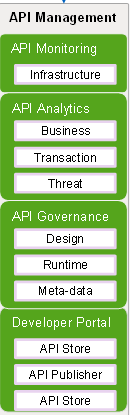 API Management
API Monitoring
Infrastructure
API Analytics
Business
Transaction
Threat
API Governance
Design
Runtime
Meta-data
Developer Portal
API Store
API Publisher
API Store